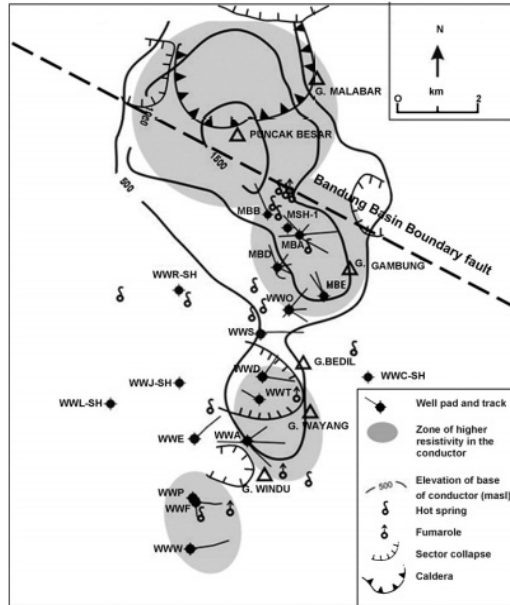 N
O
km
2
G. MALABAR
PUNCAK BESAR
1500
500
Bandung Basin Boundary fault
MBB
MSH-1
MBA
MBD
G.
GAMBUNG
MBE
WWR-SH
WWO
WWS
G.BEDIL
WWD
WWC-SH
WWJ-SH
WWT
WWL-SH
G. WAYANG
WWE
WWA
G. WINDU
WWP
WWF
WWW
Well pad and track
Zone of higher
resistivity in the
conductor
500
Elevation of base
of conductor (masl)
Hot spring
Fumarole
Sector collapse
Caldera